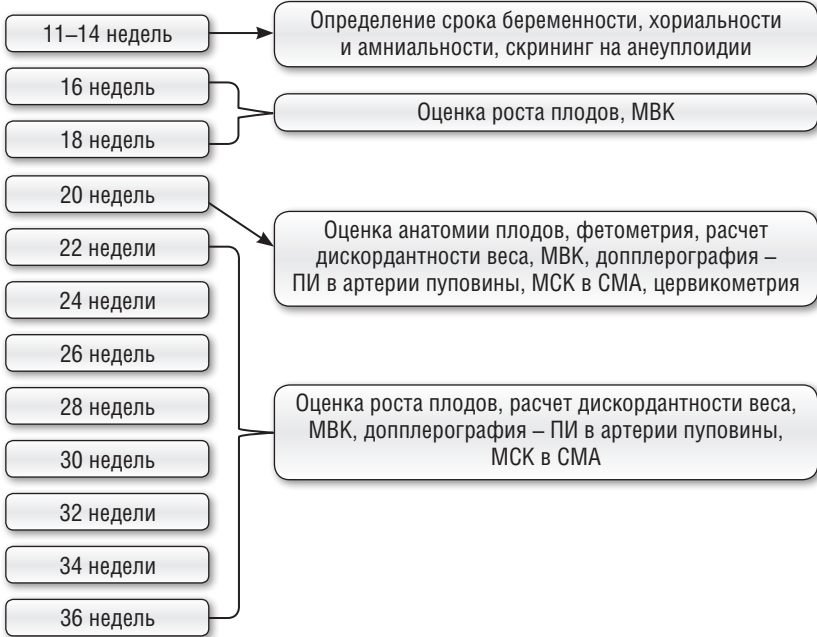 11–14 недель
Определение срока беременности, хориальности
и амниальности, скрининг на анеуплоидии
16 недель
18 недель
Оценка роста плодов, МВК
20 недель
Оценка анатомии плодов, фетометрия, расчет
дискордантности веса, МВК, допплерография –
ПИ в артерии пуповины, МСК в СМА, цервикометрия
22 недели
24 недели
26 недель
28 недель
30 недель
32 недели
34 недели
36 недель
Оценка роста плодов, расчет дискордантности веса,
МВК, допплерография – ПИ в артерии пуповины,
МСК в СМА